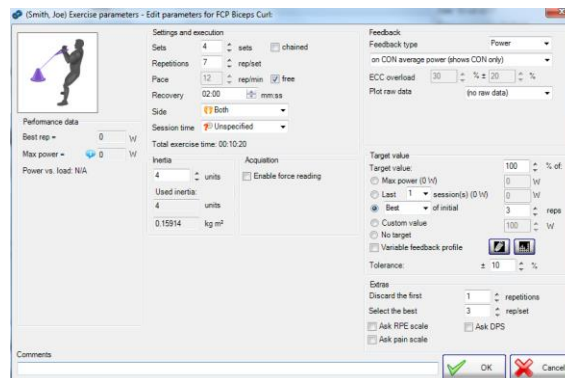 (Smith, Joe) Exercise parameters - Edit parameters for FCP Biceps Curl:
Settings and execution
Sets 4 sets chained
Repetitions 7 rep/set
Pace 12 rep/min free
Recovery 02:00 mm:ss
Side Both
Session time Unspecified
Total exercise time: 00:10:20
Perfomance data
Best rep = 0 W
Max power = 0 W
Power vs. load: N/A
Inertia
4 units
Used inertia:
4 units
0.15914 kg m²
Acquisition
Enable force reading
Feedback
Feedback type Power
on CON average power (shows CON only)
ECC overload 30 % ± 20 %
Plot raw data (no raw data)
Target value
Target value: 100 % of:
Max power (0 W) 0 W
Last 1 session(s) (0 W) 0 W
Best of initial 3 reps
Custom value 100 W
No target
Variable feedback profile
Tolerance: ± 10 %
Extras
Discard the first 1 repetitions
Select the best 3 rep/set
Ask RPE scale Ask DPS
Ask pain scale
Comments
OK Cancel